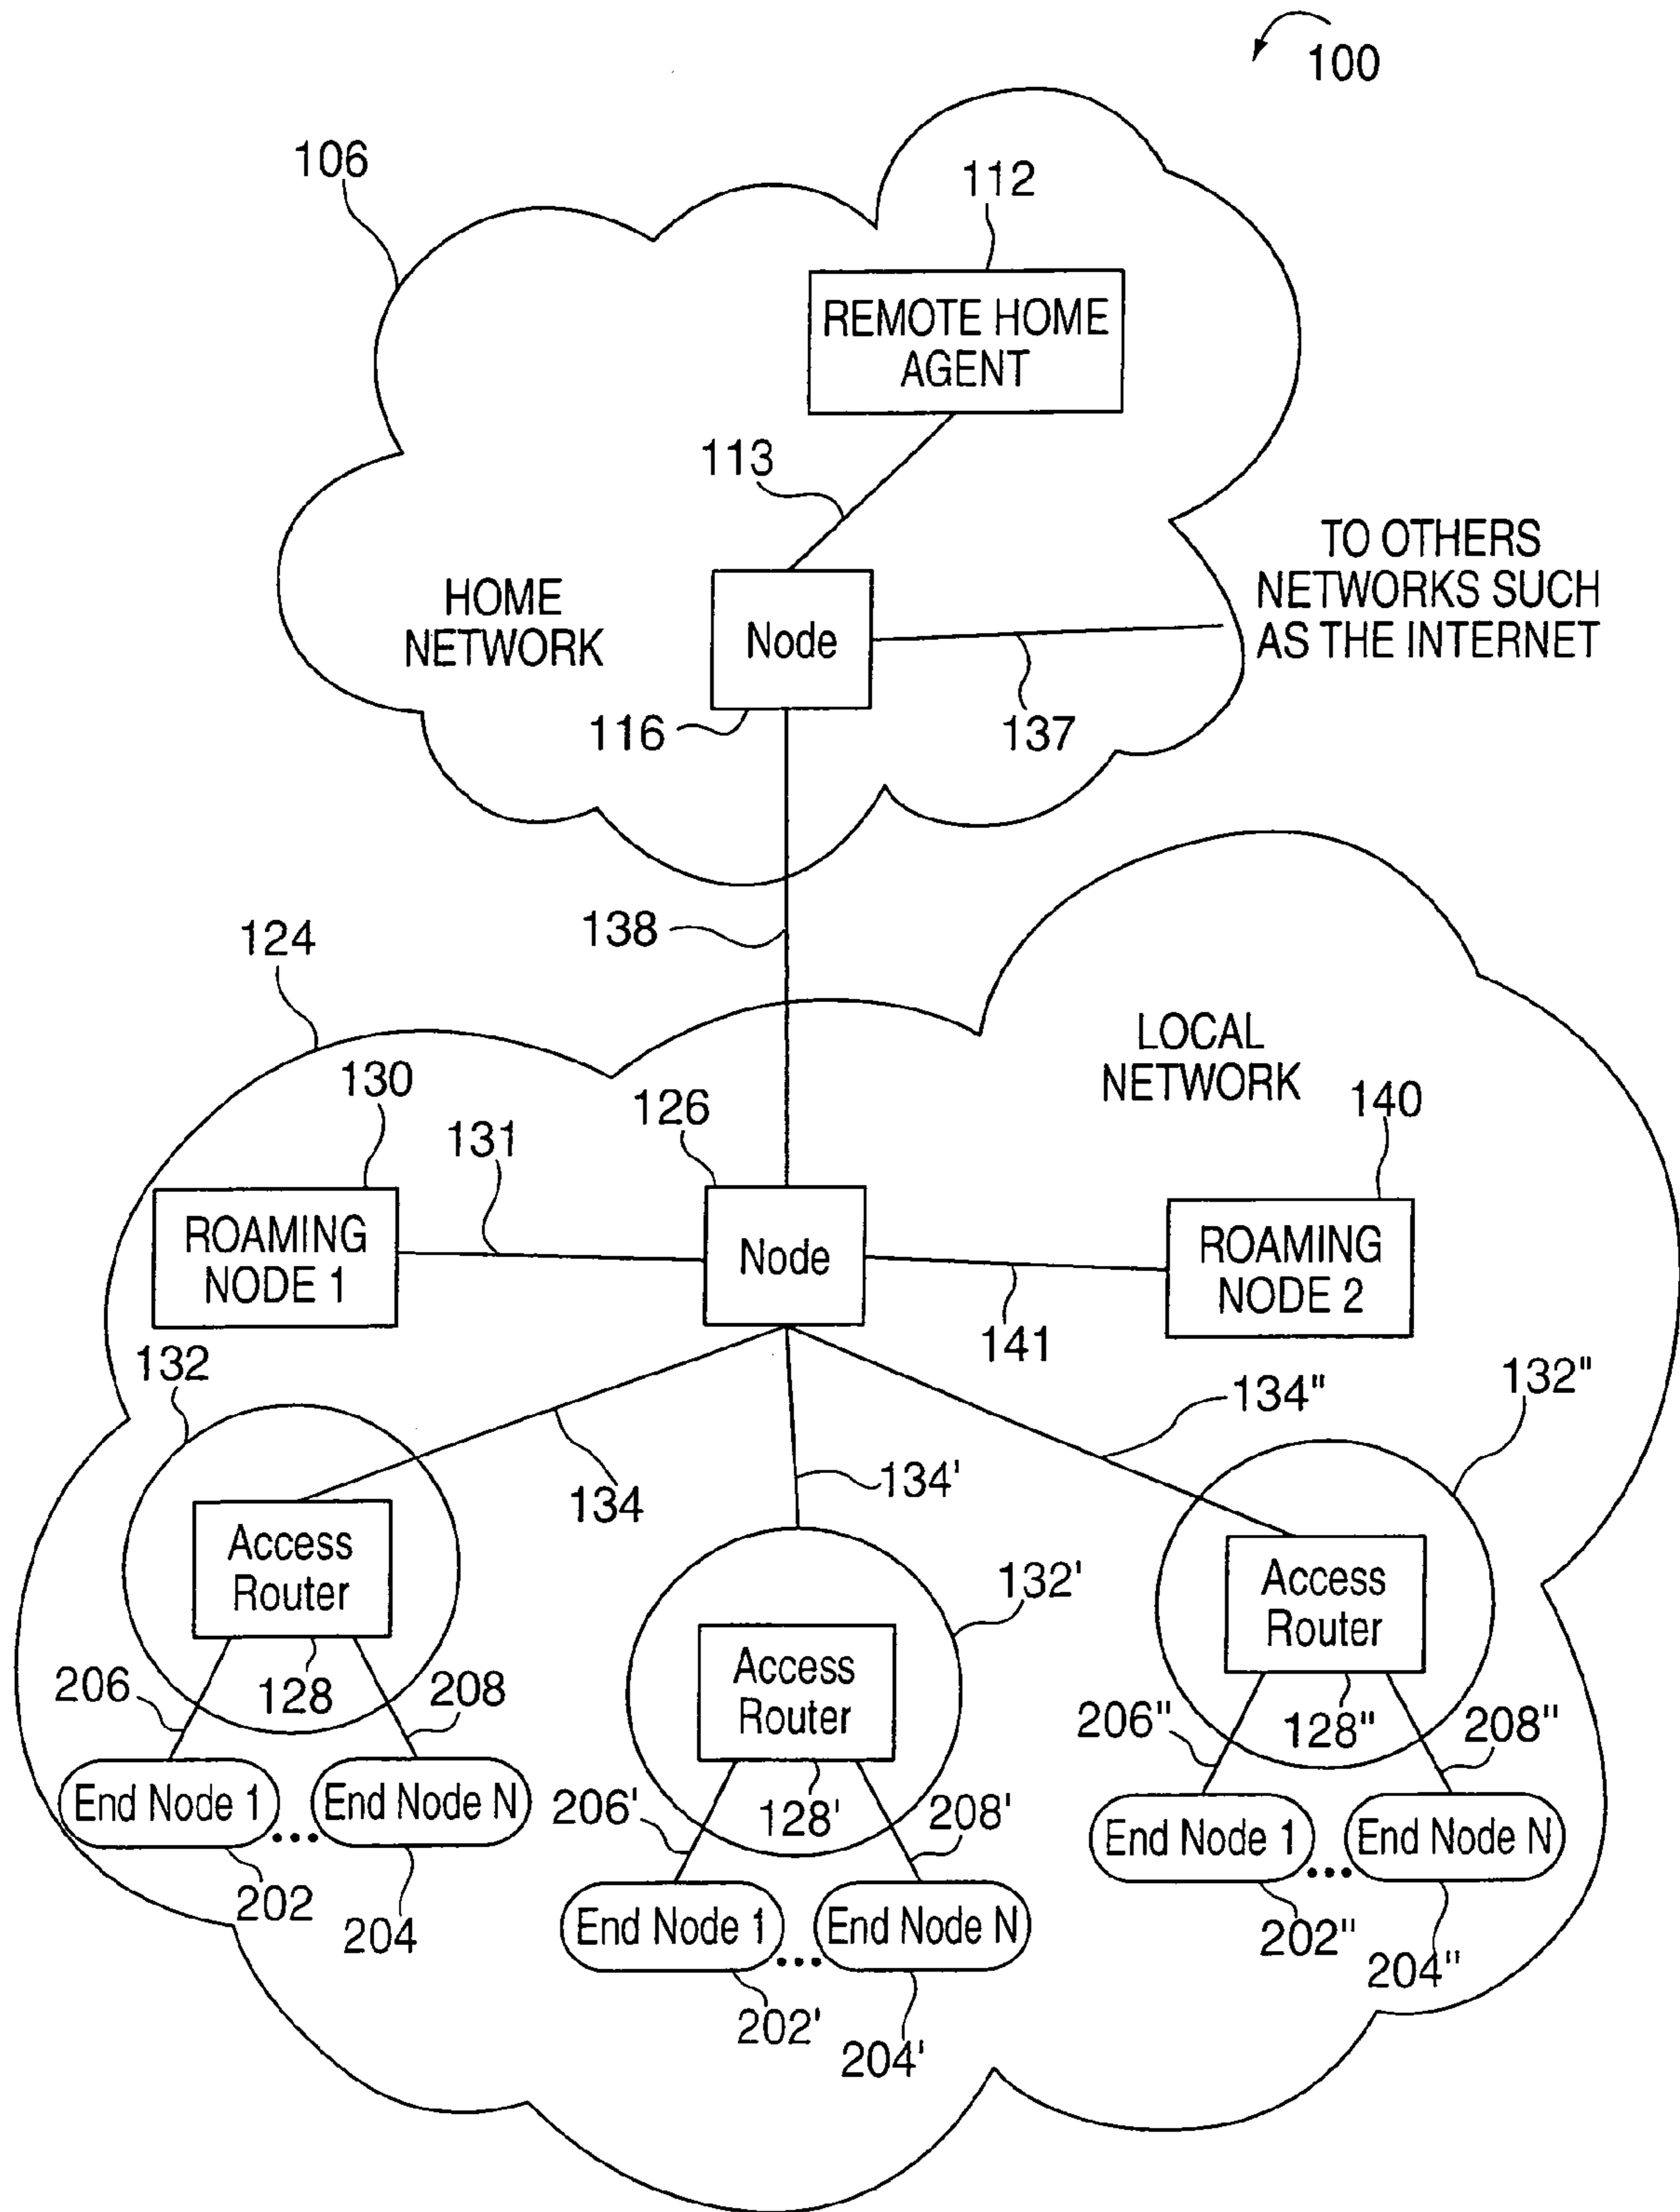 100
106
112
REMOTE HOME
AGENT
113
HOME
NETWORK
Node
TO OTHERS
NETWORKS SUCH
AS THE INTERNET
116
137
138
124
LOCAL
NETWORK
130
131
126
140
ROAMING
NODE 1
Node
ROAMING
NODE 2
141
132
134
134'
134"
132"
Access
Router
132'
Access
Router
Access
Router
206
128
208
206'
128'
208'
206"
128"
208"
End Node 1
...
End Node N
202
204
End Node 1
...
End Node N
202'
204'
End Node 1
...
End Node N
202"
204"